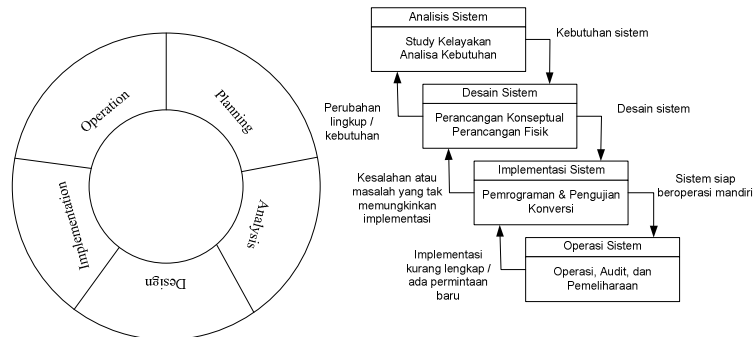 Operation
Planning
Analysis
Design
Implementation
Analisis Sistem
Study Kelayakan
Analisa Kebutuhan
Kebutuhan sistem
Perubahan
lingkup /
kebutuhan
Desain Sistem
Perancangan Konseptual
Perancangan Fisik
Desain sistem
Kesalahan atau
masalah yang tak
memungkinkan
implementasi
Implementasi Sistem
Pemrograman & Pengujian
Konversi
Sistem siap
beroperasi mandiri
Implementasi
kurang lengkap /
ada permintaan
baru
Operasi Sistem
Operasi, Audit, dan
Pemeliharaan